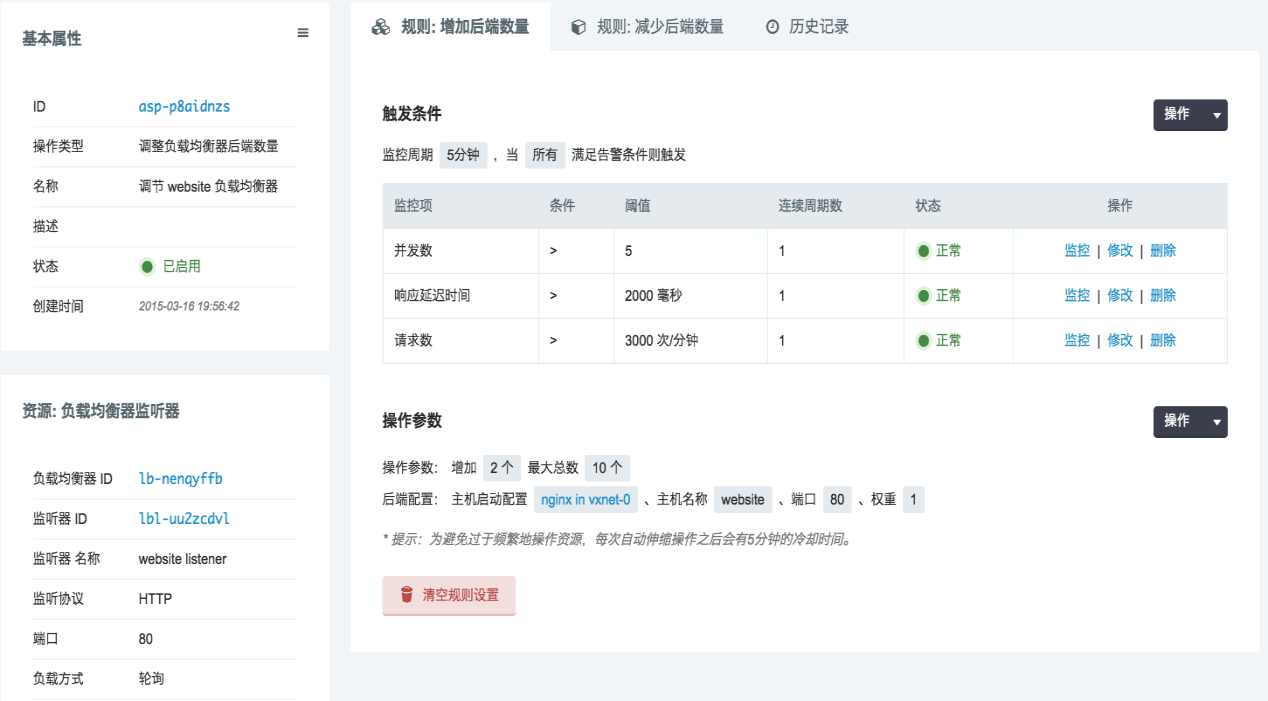 基本属性
ID asp-p8aidnzs
操作类型 调整负载均衡器后端数量
名称 调节 website 负载均衡器
描述
状态 已启用
创建时间 2015-03-16 19:56:42
资源: 负载均衡器监听器
负载均衡器 ID lb-nenqyffb
监听器 ID lbl-uu2zcdvl
监听器 名称 website listener
监听协议 HTTP
端口 80
负载方式 轮询
规则: 增加后端数量 规则: 减少后端数量 历史记录
触发条件 操作
监控周期 5分钟 ，当 所有 满足告警条件则触发
监控项 条件 阈值 连续周期数 状态 操作
并发数 > 5 1 正常 监控 | 修改 | 删除
响应延迟时间 > 2000 毫秒 1 正常 监控 | 修改 | 删除
请求数 > 3000 次/分钟 1 正常 监控 | 修改 | 删除
操作参数 操作
操作参数: 增加 2 个 最大总数 10 个
后端配置: 主机启动配置 nginx in vxnet-0 、主机名称 website 、端口 80 、权重 1
* 提示：为避免过于频繁地操作资源，每次自动伸缩操作之后会有5分钟的冷却时间。
清空规则设置